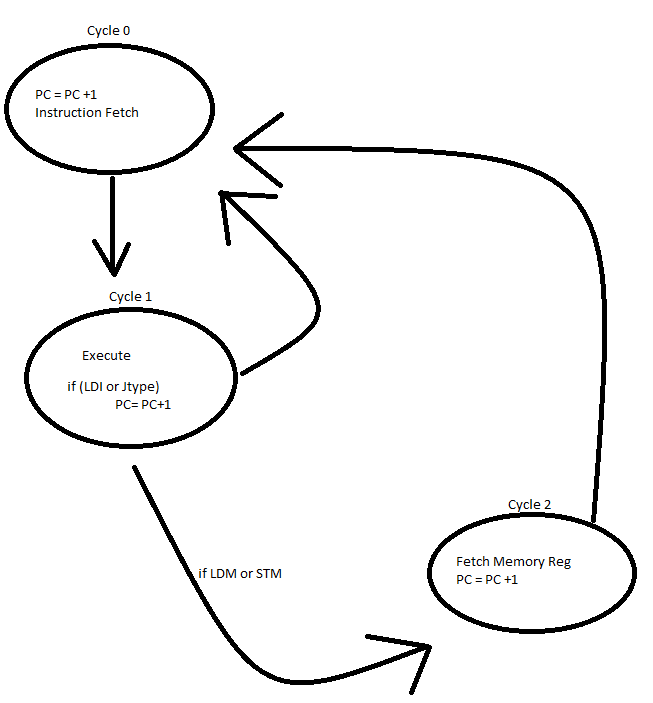 Cycle 0
PC = PC +1
Instruction Fetch
Cycle 1
Execute
if (LDI or Jtype)
PC= PC+1
if LDM or STM
Cycle 2
Fetch Memory Reg
PC = PC +1